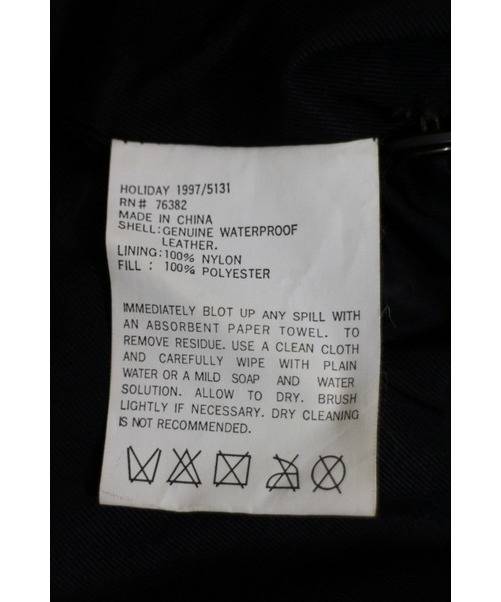 HOLIDAY 1997/5131
RN# 76382
MADE IN CHINA
SHELL: GENUINE WATERPROOF
LEATHER.
LINING: 100% NYLON
FILL : 100% POLYESTER
IMMEDIATELY BLOT UP ANY SPILL WITH
AN ABSORBENT PAPER TOWEL. TO
REMOVE RESIDUE. USE A CLEAN CLOTH
AND CAREFULLY WIPE WITH PLAIN
WATER OR A MILD SOAP AND WATER
SOLUTION. ALLOW TO DRY. BRUSH
LIGHTLY IF NECESSARY. DRY CLEANING
IS NOT RECOMMENDED.